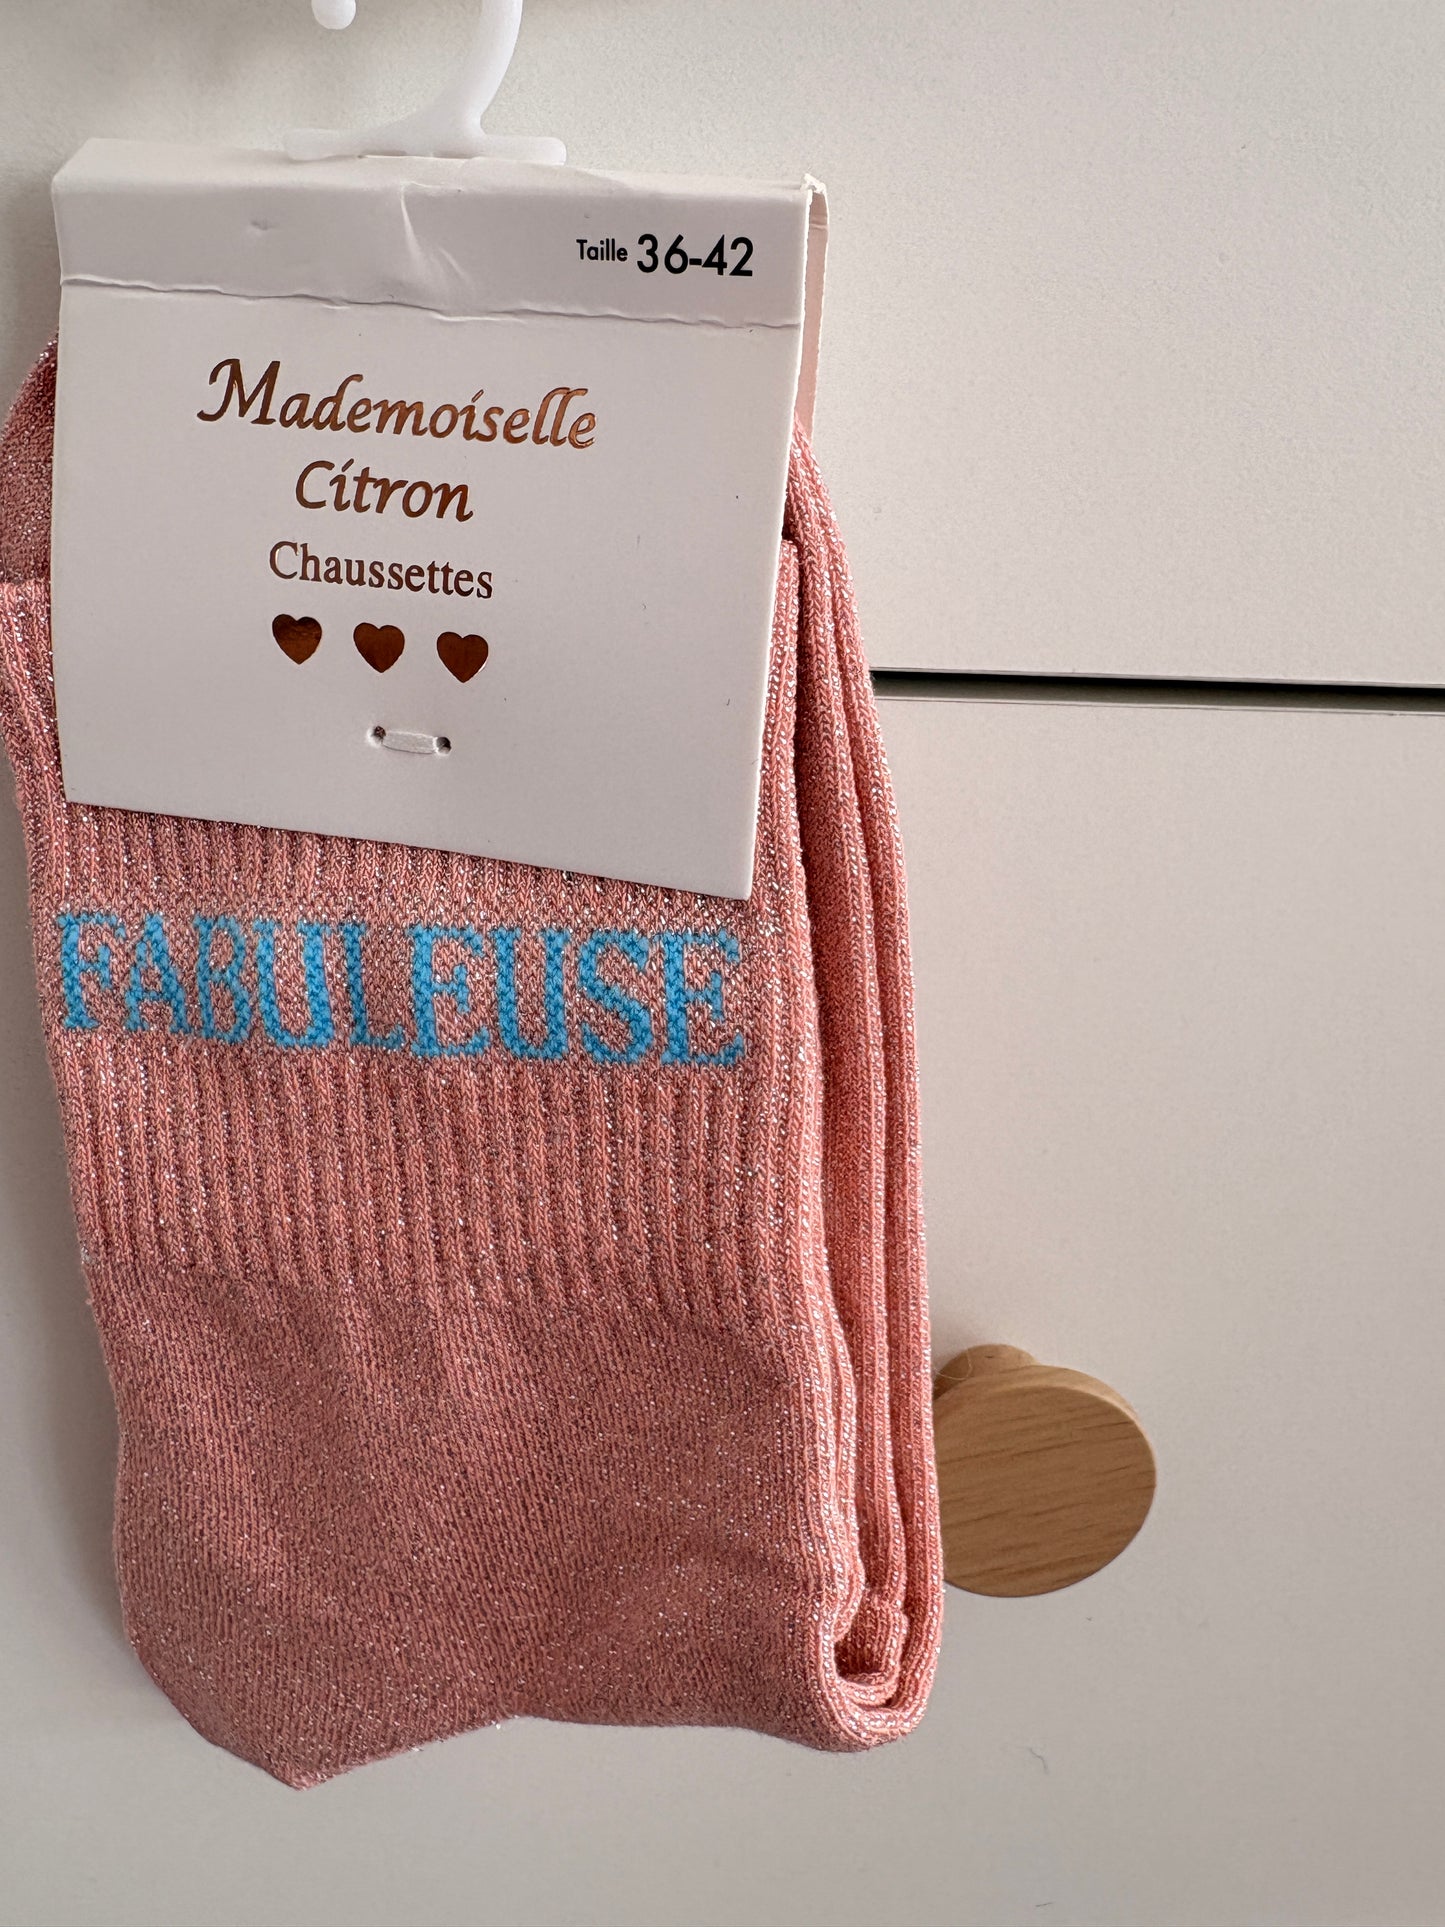 Taille 36-42
Mademoiselle
Citron
Chaussettes
FABULEUSE